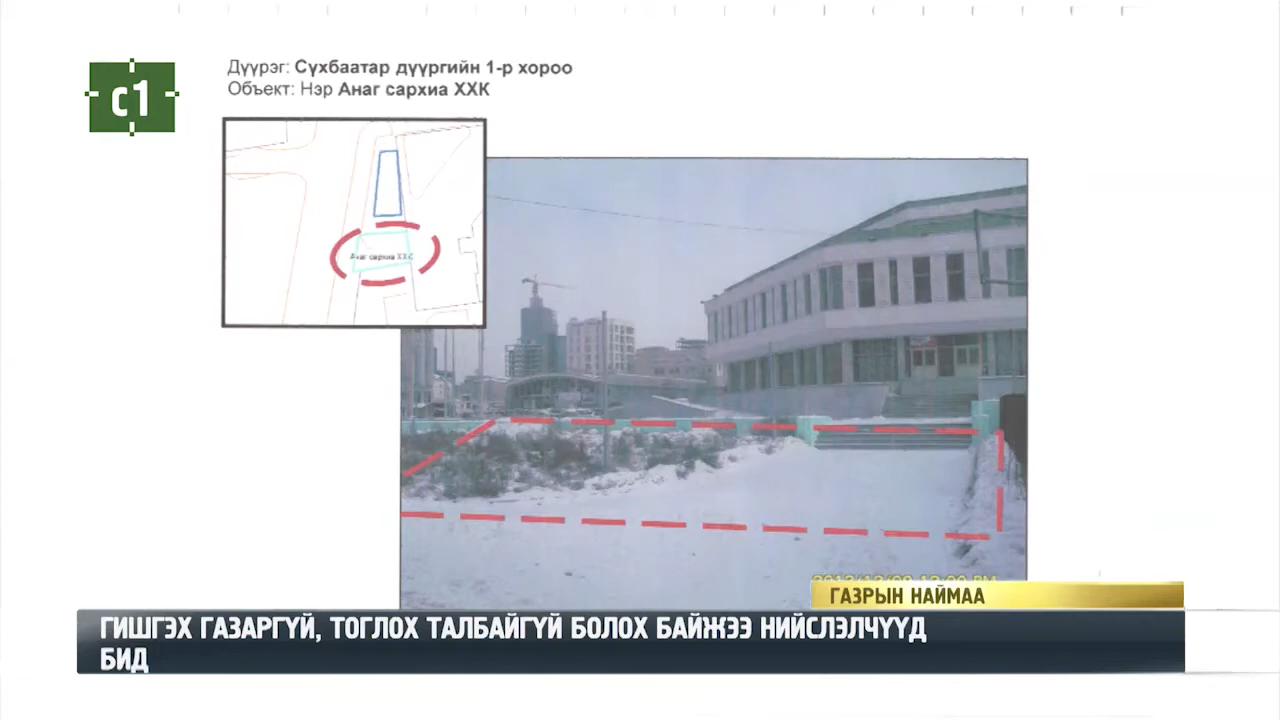 с1
Дүүрэг: Сүхбаатар дүүргийн 1-р хороо
Объект: Нэр Анаг сархиа ХХК
Анаг сархиа ХХК
ГАЗРЫН НАЙМАА
ГИШГЭХ ГАЗАРГҮЙ, ТОГЛОХ ТАЛБАЙГҮЙ БОЛОХ БАЙЖЭЭ НИЙСЛЭЛЧҮҮД
БИД